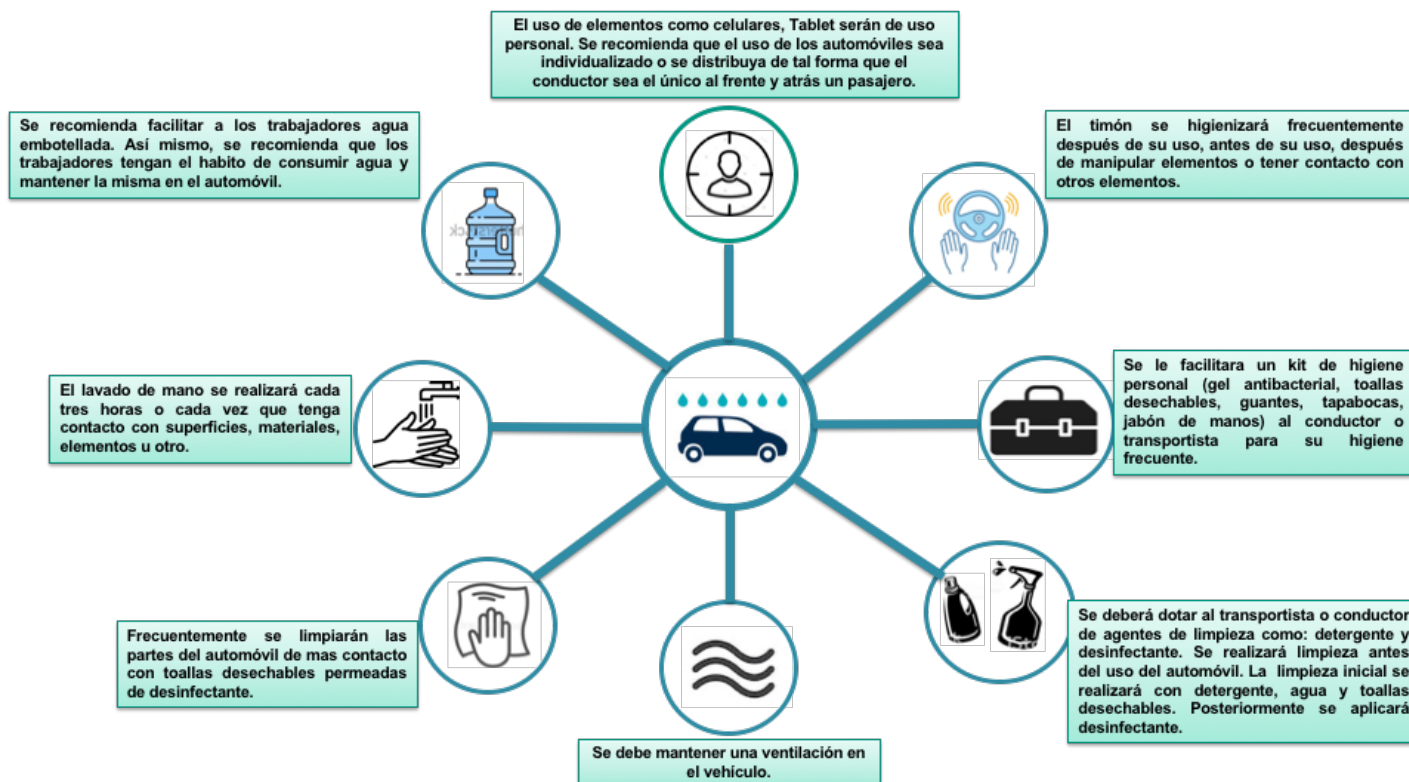 El uso de elementos como celulares, Tablet serán de uso
personal. Se recomienda que el uso de los automóviles sea
individualizado o se distribuya de tal forma que el
conductor sea el único al frente y atrás un pasajero.
Se recomienda facilitar a los trabajadores agua
embotellada. Así mismo, se recomienda que los
trabajadores tengan el habito de consumir agua y
mantener la misma en el automóvil.
El timón se higienizará frecuentemente
después de su uso, antes de su uso, después
de manipular elementos o tener contacto con
otros elementos.
El lavado de mano se realizará cada
tres horas o cada vez que tenga
contacto con superficies, materiales,
elementos u otro.
Se le facilitara un kit de higiene
personal (gel antibacterial, toallas
desechables, guantes, tapabocas,
jabón de manos) al conductor o
transportista para su higiene
frecuente.
Frecuentemente se limpiarán las
partes del automóvil de mas contacto
con toallas desechables permeadas
de desinfectante.
Se deberá dotar al transportista o conductor
de agentes de limpieza como: detergente y
desinfectante. Se realizará limpieza antes
del uso del automóvil. La limpieza inicial se
realizará con detergente, agua y toallas
desechables. Posteriormente se aplicará
desinfectante.
Se debe mantener una ventilación en
el vehículo.